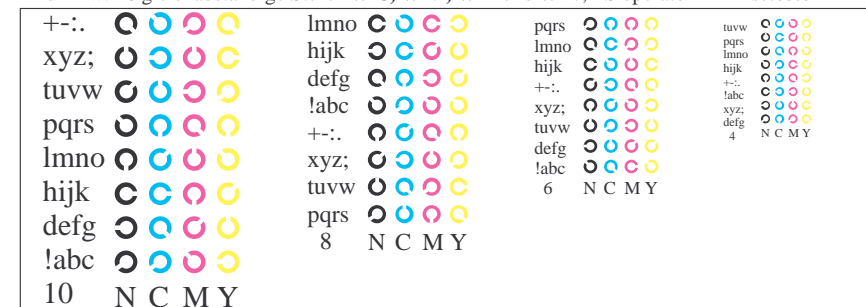 +-:.
xyz;
tuvw
pqrs
lmno
hijk
defg
!abc
10 N C M Y
lmno
hijk
defg
!abc
+-:.
xyz;
tuvw
pqrs
8 N C M Y
pqrs
lmno
hijk
+-:.
xyz;
tuvw
defg
!abc
6 N C M Y
tuvw
pqrs
lmno
hijk
+-:.
!abc
xyz;
defg
4 N C M Y